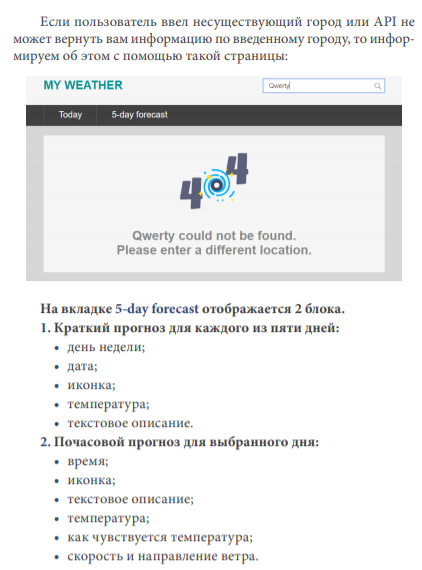 Если пользователь ввел несуществующий город или API не
может вернуть вам информацию по введенному городу, то инфор-
мируем об этом с помощью такой страницы:
MY WEATHER
Qwerty
Today 5-day forecast
404
Qwerty could not be found.
Please enter a different location.
На вкладке 5-day forecast отображается 2 блока.
1. Краткий прогноз для каждого из пяти дней:
• день недели;
• дата;
• иконка;
• температура;
• текстовое описание.
2. Почасовой прогноз для выбранного дня:
• время;
• иконка;
• текстовое описание;
• температура;
• как чувствуется температура;
• скорость и направление ветра.